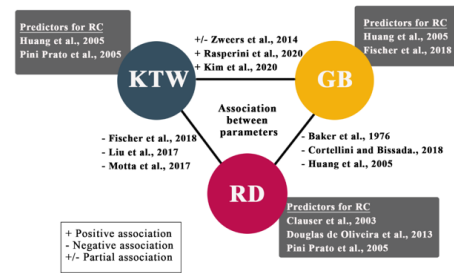 Predictors for RC
Huang et al., 2005
Pini Prato et al., 2005
Predictors for RC
Huang et al., 2005
Fischer et al., 2018
+/- Zweers et al., 2014
+ Rasperini et al., 2020
+ Kim et al., 2020
KTW
GB
Association
between
parameters
- Fischer et al., 2018
- Liu et al., 2017
- Motta et al., 2017
- Baker et al., 1976
- Cortellini and Bissada., 2018
- Huang et al., 2005
RD
Predictors for RC
Clauser et al., 2003
Douglas de Oliveira et al., 2013
Pini Prato et al., 2005
+ Positive association
- Negative association
+/- Partial association